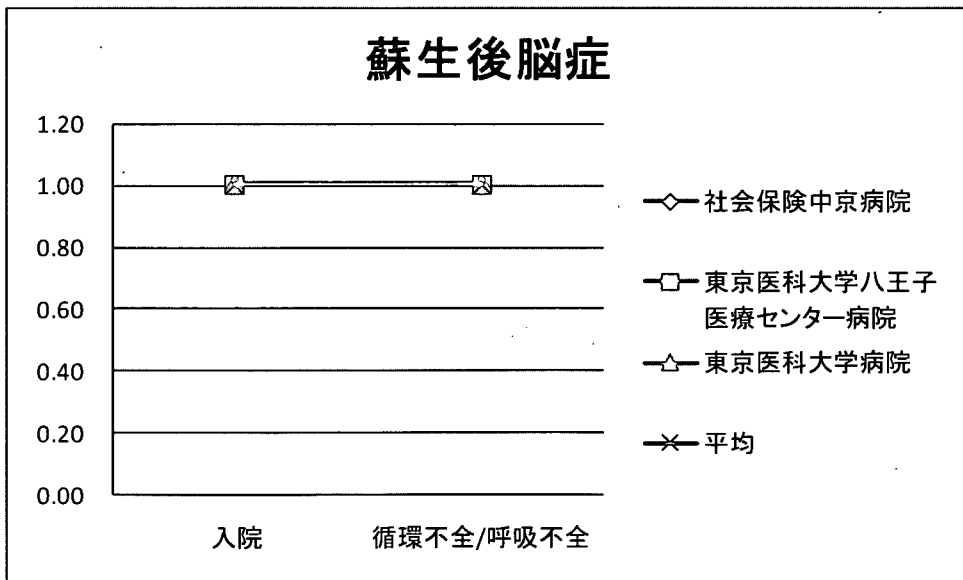 蘇生後脳症
1.20
1.00
0.80
0.60
0.40
0.20
0.00
入院
循環不全/呼吸不全
社会保険中京病院
東京医科大学八王子
医療センター病院
東京医科大学病院
平均